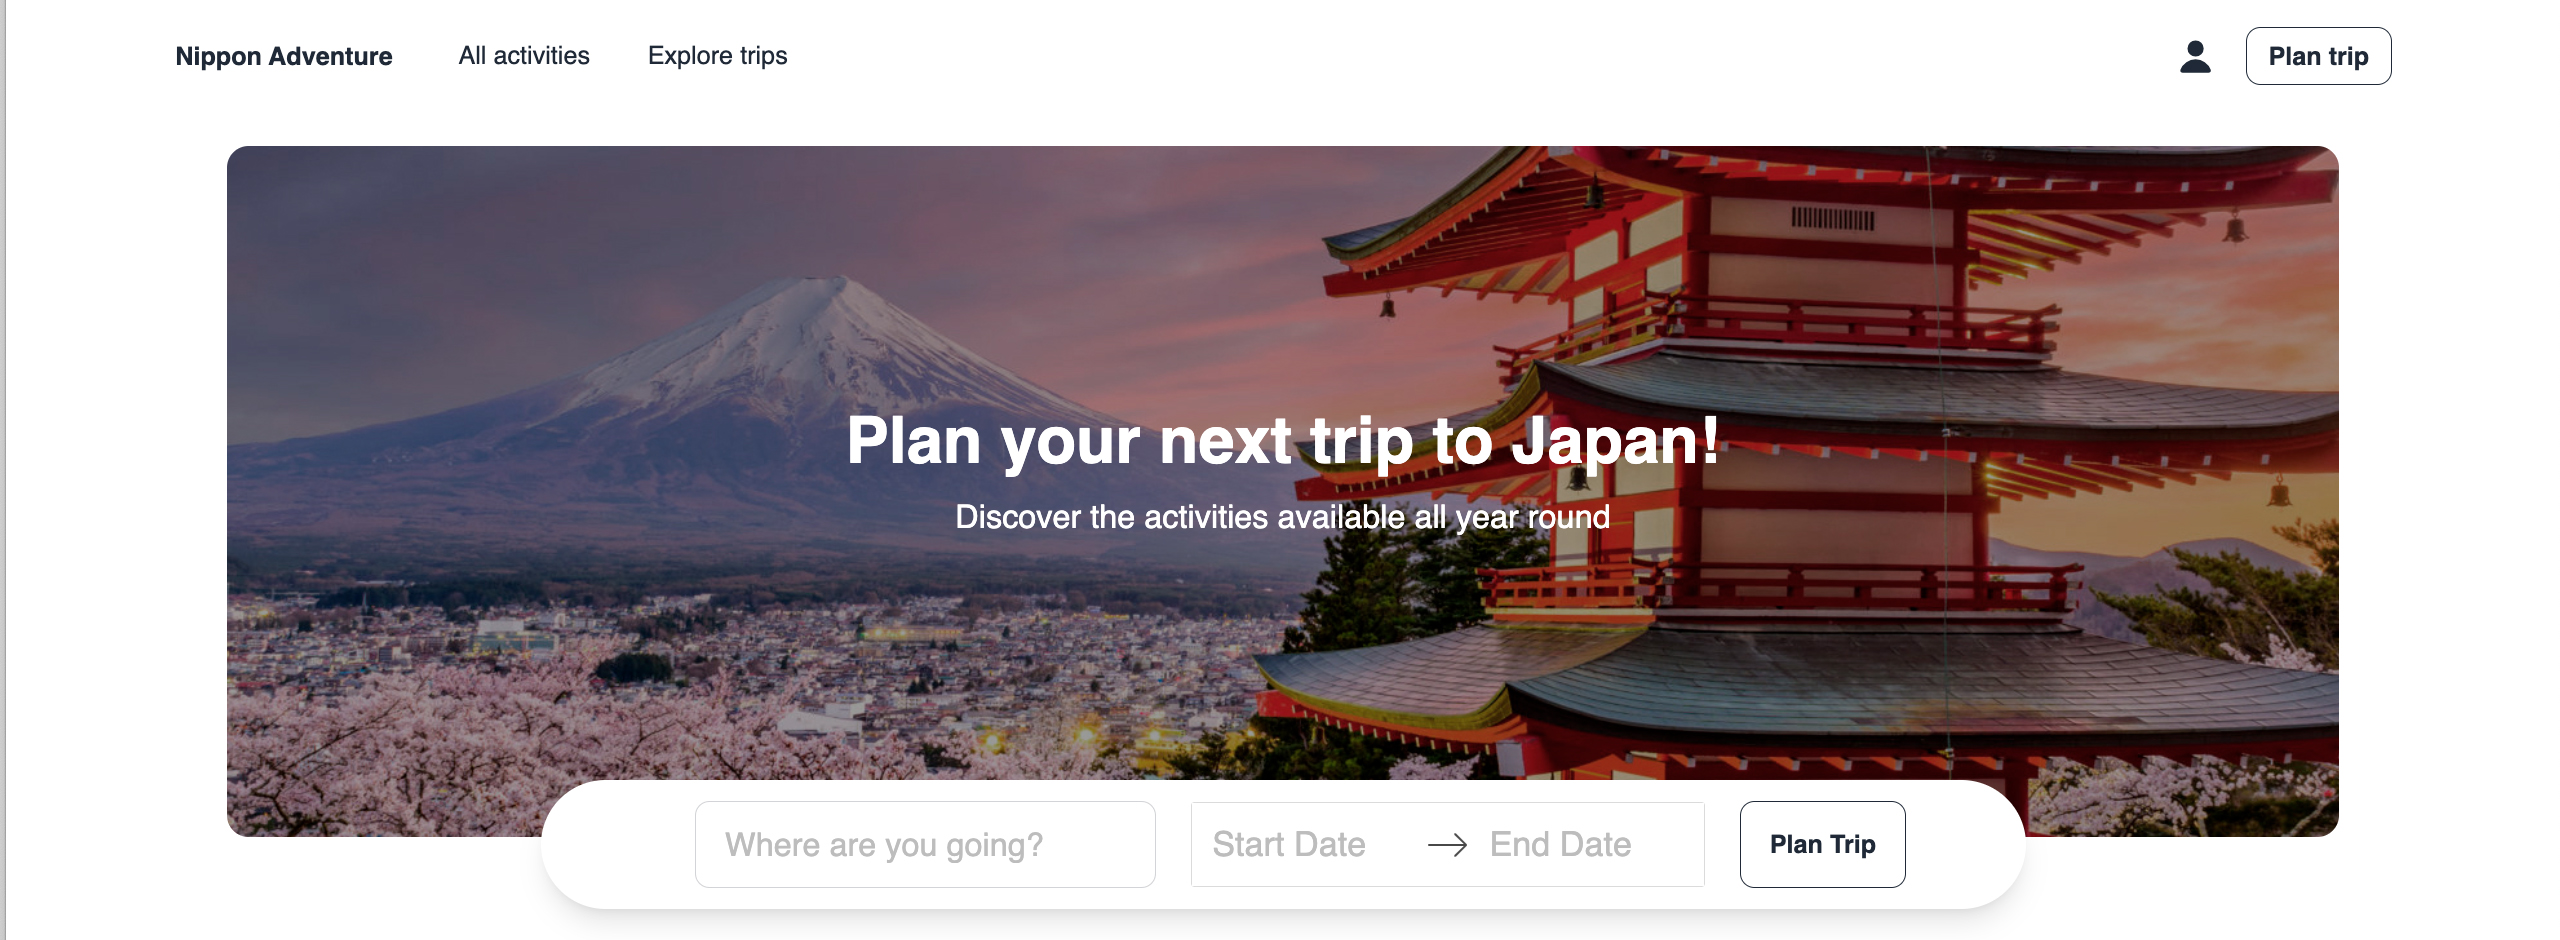 Nippon Adventure
All activities
Explore trips
Plan trip
Plan your next trip to Japan!
Discover the activities available all year round
Where are you going?
Start Date
End Date
Plan Trip